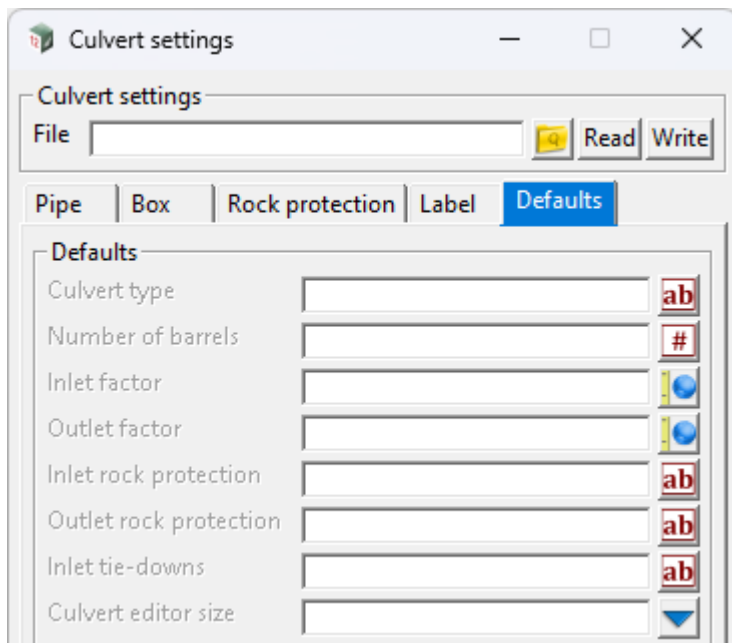 Culvert settings
Culvert settings
File Read Write
Pipe Box Rock protection Label Defaults
Defaults
Culvert type ab
Number of barrels #
Inlet factor
Outlet factor
Inlet rock protection ab
Outlet rock protection ab
Inlet tie-downs ab
Culvert editor size